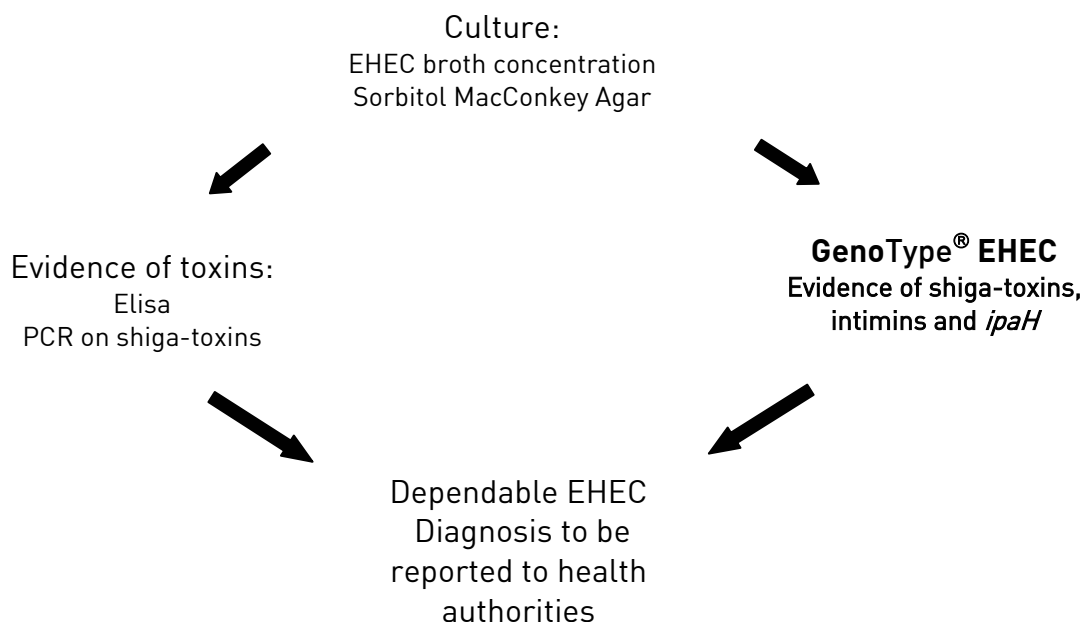 Culture:
EHEC broth concentration
Sorbitol MacConkey Agar
Evidence of toxins:
Elisa
PCR on shiga-toxins
GenoType® EHEC
Evidence of shiga-toxins,
intimins and ipaH
Dependable EHEC
Diagnosis to be
reported to health
authorities